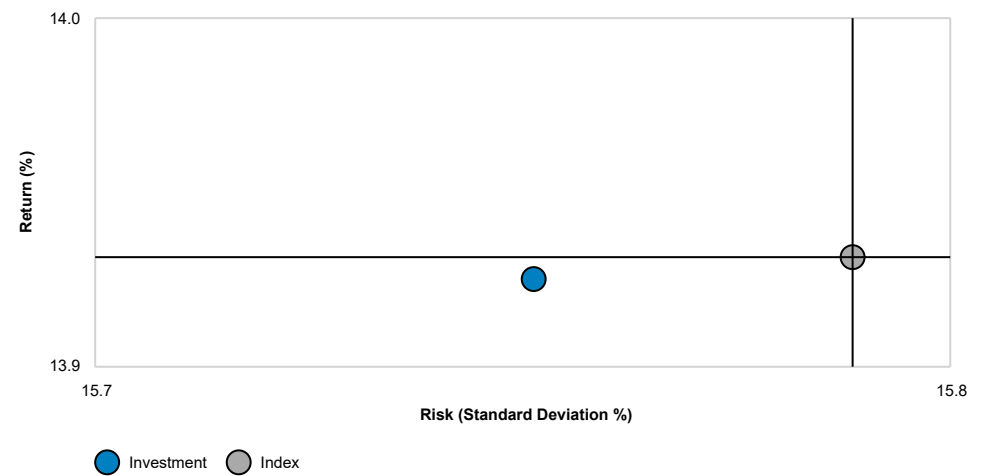 14.0
Return (%)
13.9
15.7
15.8
Risk (Standard Deviation %)
Investment
Index